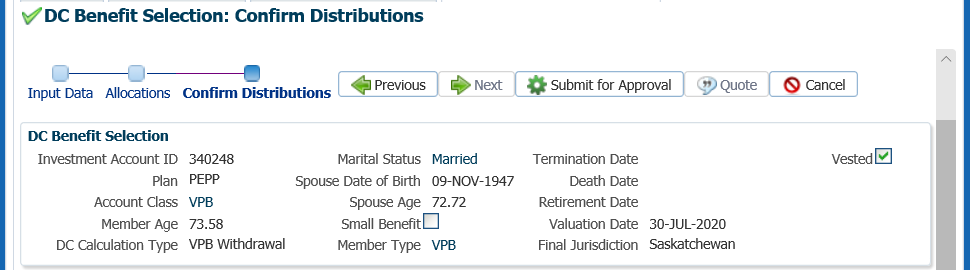 DC Benefit Selection: Confirm Distributions
Input Data Allocations Confirm Distributions Previous Next Submit for Approval Quote Cancel
DC Benefit Selection
Investment Account ID 340248 Marital Status Married Termination Date Vested
Plan PEPP Spouse Date of Birth 09-NOV-1947 Death Date
Account Class VPB Spouse Age 72.72 Retirement Date
Member Age 73.58 Small Benefit Valuation Date 30-JUL-2020
DC Calculation Type VPB Withdrawal Member Type VPB Final Jurisdiction Saskatchewan